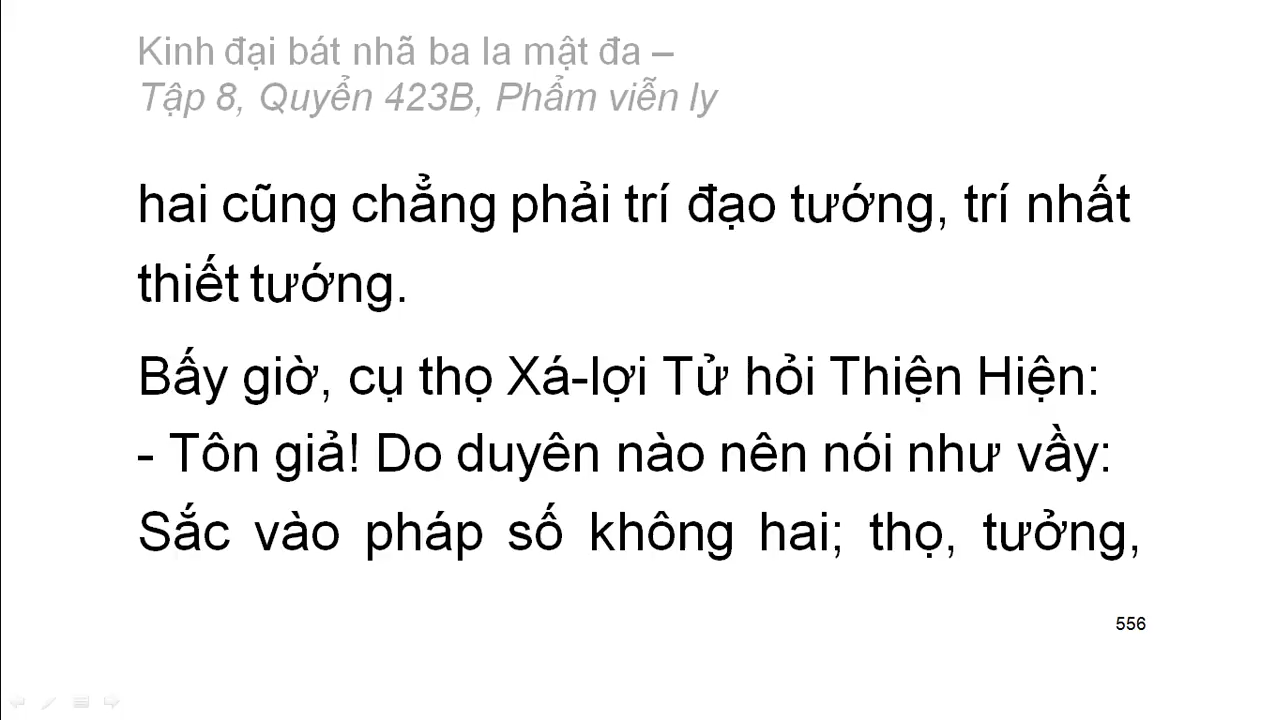 Kinh đại bát nhã ba la mật đa –
Tập 8, Quyển 423B, Phẩm viễn ly
hai cũng chẳng phải trí đạo tướng, trí nhất
thiết tướng.
Bấy giờ, cụ thọ Xá-lợi Tử hỏi Thiện Hiện:
- Tôn giả! Do duyên nào nên nói như vầy:
Sắc vào pháp số không hai; thọ, tưởng,
556